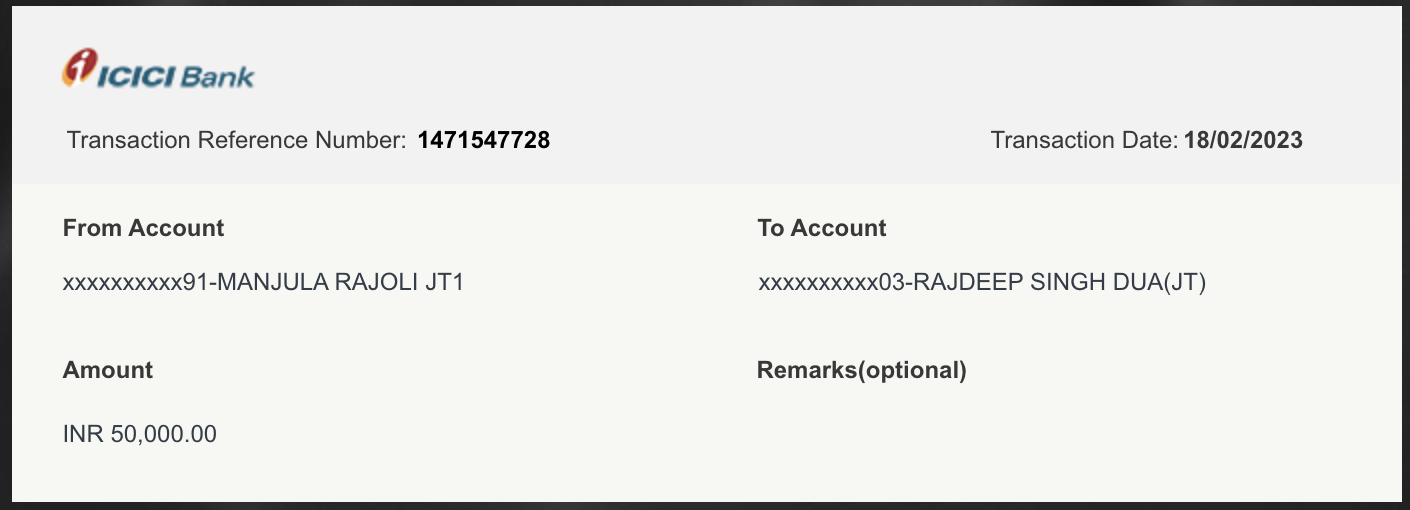 ICICI Bank
Transaction Reference Number: 1471547728
Transaction Date: 18/02/2023
From Account
To Account
xxxxxxxxxx91-MANJULA RAJOLI JT1
xxxxxxxxxx03-RAJDEEP SINGH DUA(JT)
Amount
Remarks(optional)
INR 50,000.00